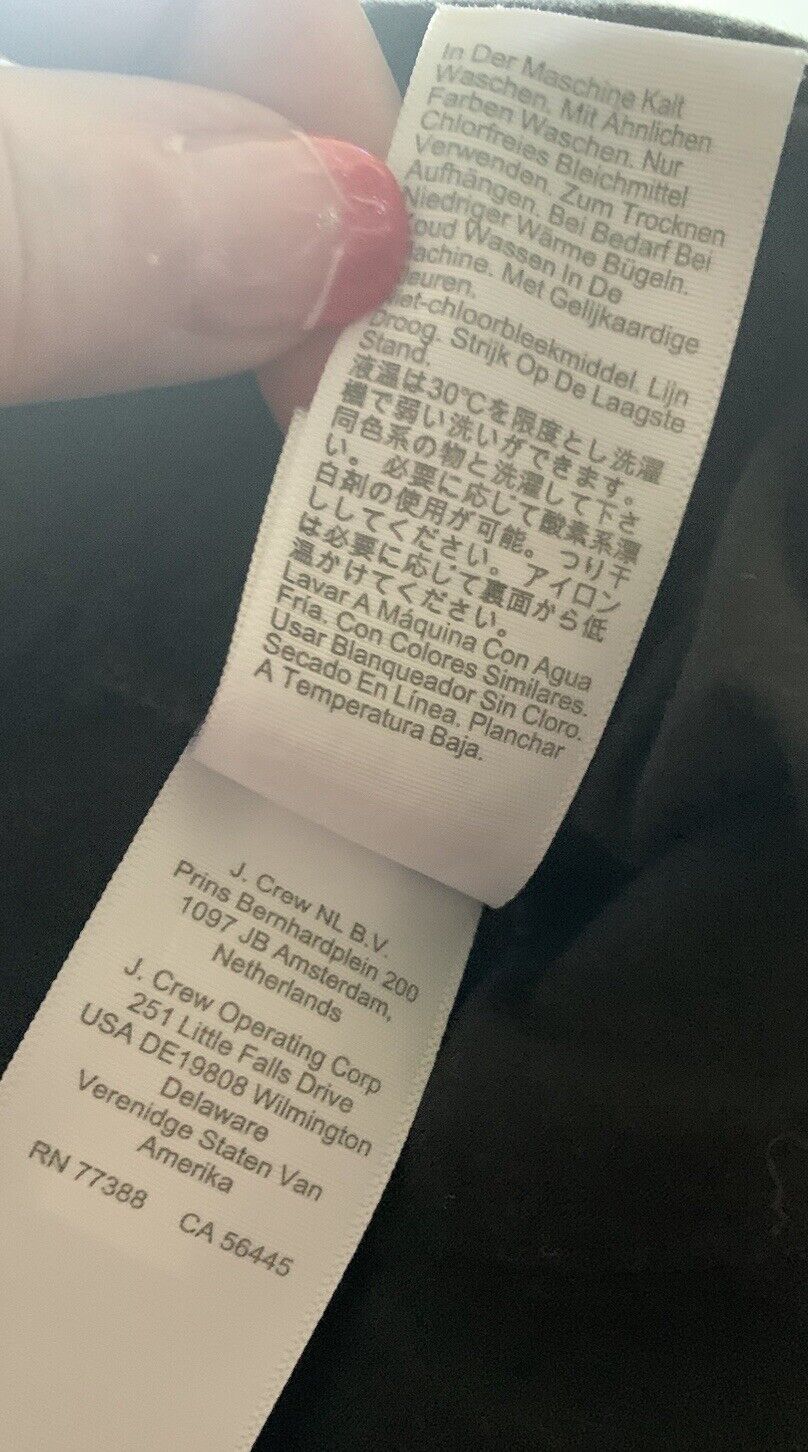 In Der Maschine Kalt
Waschen. Mit Ähnlichen
Farben Waschen. Nur
Chlorfreies Bleichmittel
Verwenden. Zum Trocknen
Aufhängen. Bei Bedarf Bei
Niedriger Wärme Bügeln.
oud Wassen In De
achine. Met Gelijkaardige
leuren.
iet-chloorbleekmiddel. Lijn
Droog. Strijk Op De Laagste
Stand.
液温は30℃を限度とし洗濯
機で弱い洗いができます。
同色系の物と洗濯して下さ
い。 必要に応じて酸素系漂
白剤の使用が可能。 つり干
ししてください。 アイロン
は必要に応じて裏面から低
温かけてください。
Lavar A Máquina Con Agua
Fría. Con Colores Similares.
Usar Blanqueador Sin Cloro.
Secado En Línea. Planchar
A Temperatura Baja.
J. Crew NL B.V.
Prins Bernhardplein 200
1097 JB Amsterdam,
Netherlands
J. Crew Operating Corp
251 Little Falls Drive
USA DE19808 Wilmington
Delaware
Verenidge Staten Van
Amerika
RN 77388 CA 56445